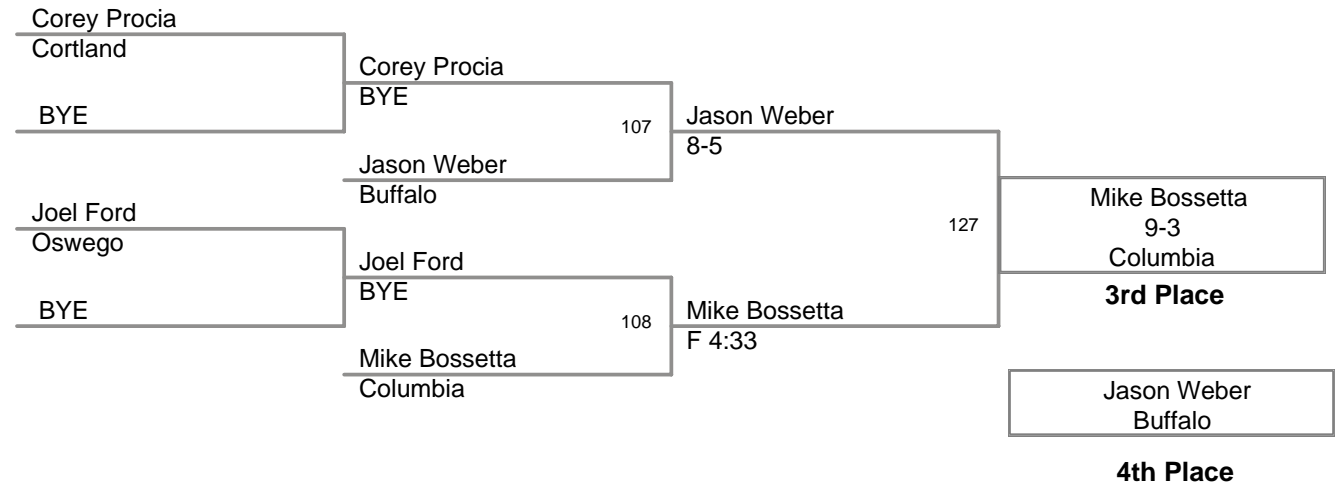 Corey Procia
Cortland
BYE
Corey Procia
BYE
107
Jason Weber
8-5
Jason Weber
Buffalo
Joel Ford
Oswego
BYE
Joel Ford
BYE
108
Mike Bossetta
F 4:33
Mike Bossetta
Columbia
127
Mike Bossetta
9-3
Columbia
3rd Place
Jason Weber
Buffalo
4th Place